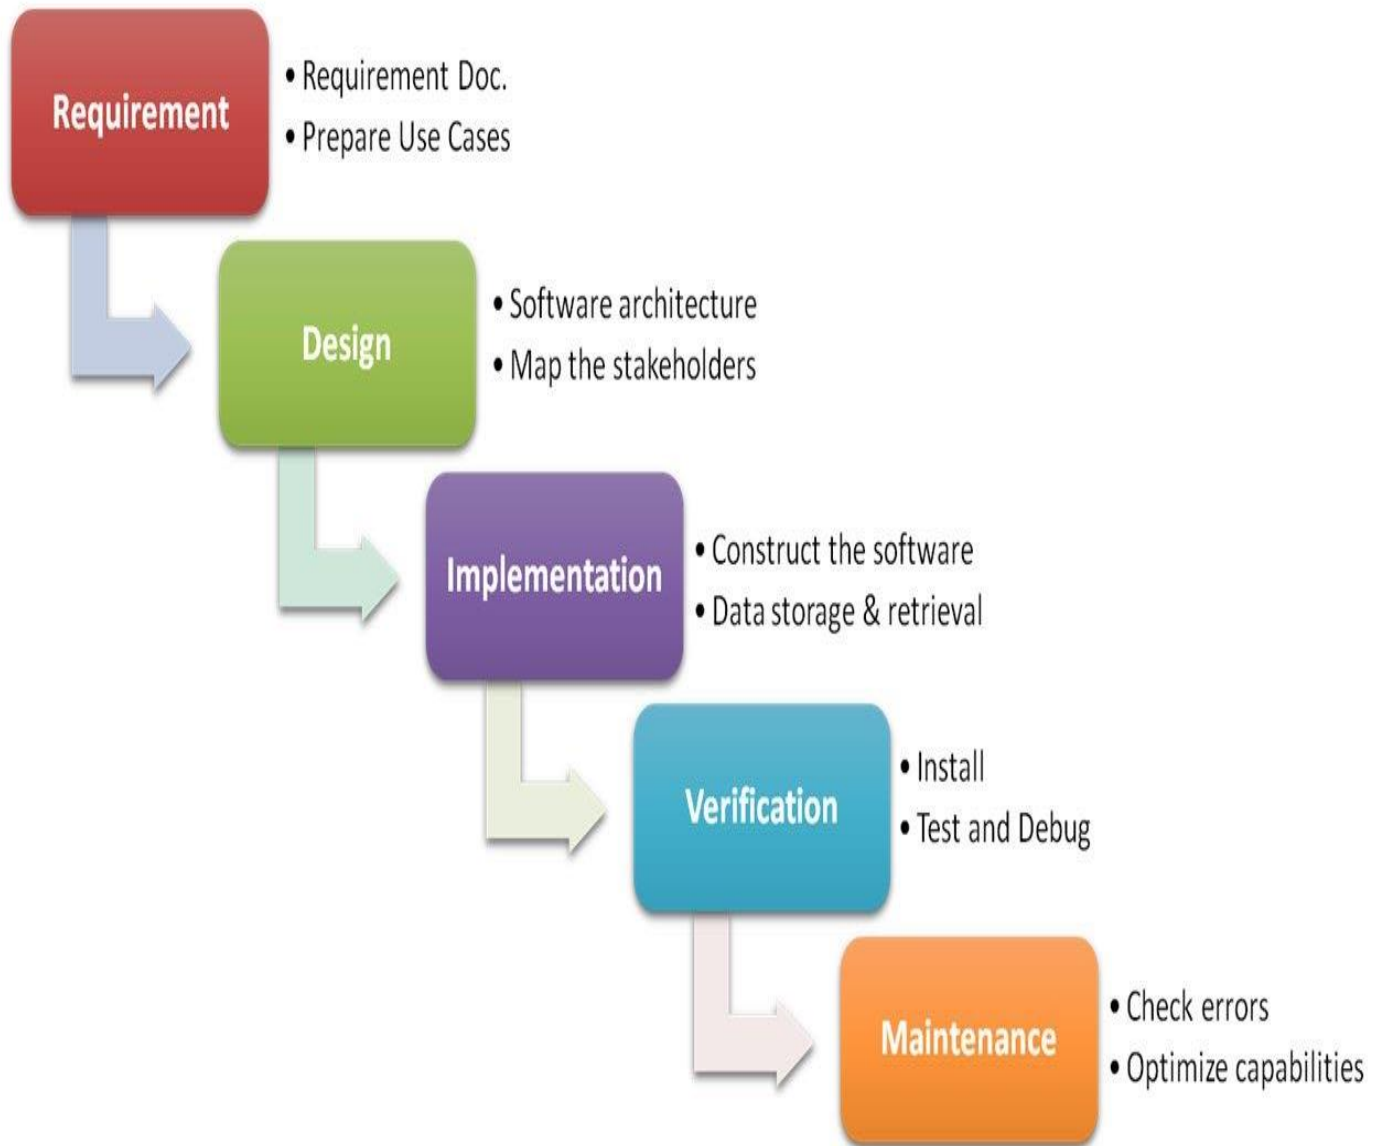 Requirement
• Requirement Doc.
• Prepare Use Cases
Design
• Software architecture
• Map the stakeholders
Implementation
• Construct the software
• Data storage & retrieval
Verification
• Install
• Test and Debug
Maintenance
• Check errors
• Optimize capabilities